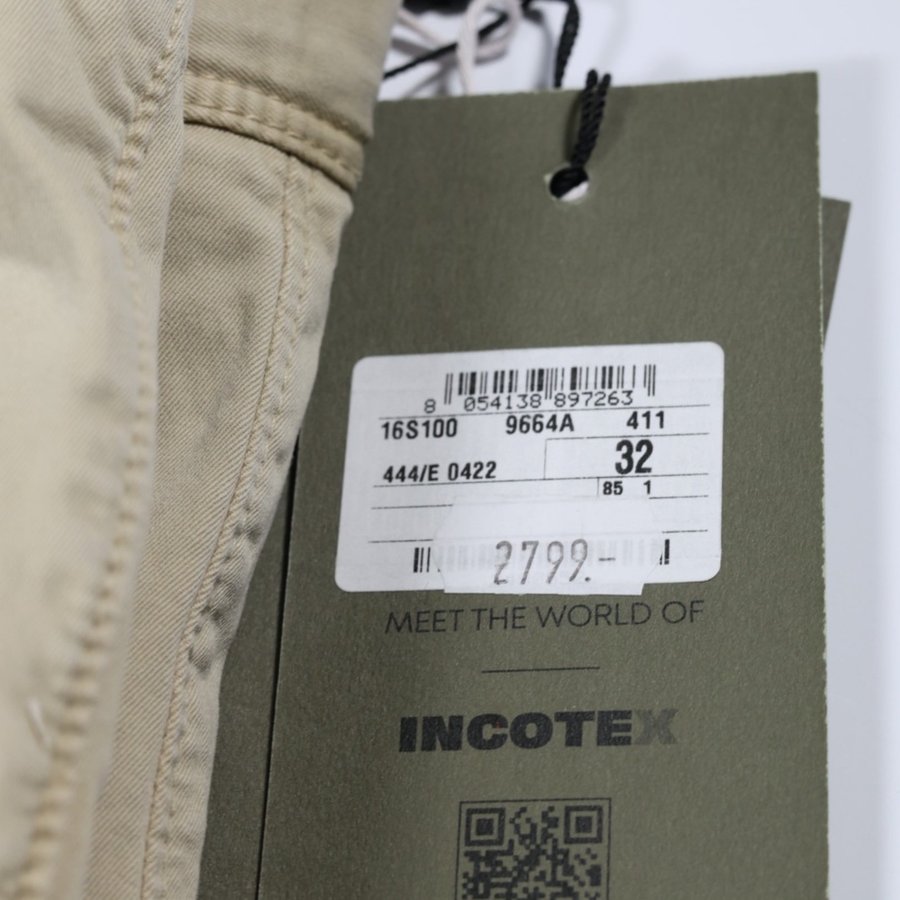 8 054138 897263
16S100 9664A 411
444/E 0422 32
85 1
2799.-
MEET THE WORLD OF
INCOTEX